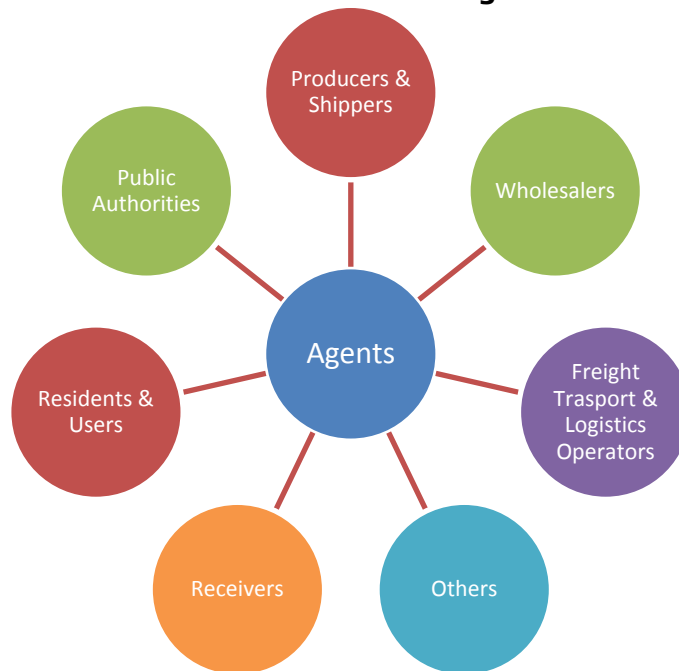 Producers &
Shippers
Public
Authorities
Wholesalers
Agents
Residents &
Users
Freight
Trasport &
Logistics
Operators
Receivers
Others